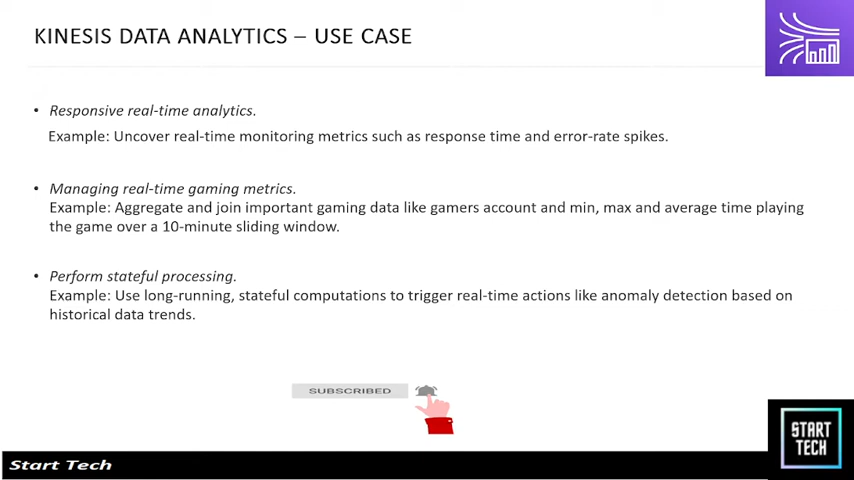 KINESIS DATA ANALYTICS – USE CASE
• Responsive real-time analytics.
Example: Uncover real-time monitoring metrics such as response time and error-rate spikes.
• Managing real-time gaming metrics.
Example: Aggregate and join important gaming data like gamers account and min, max and average time playing
the game over a 10-minute sliding window.
• Perform stateful processing.
Example: Use long-running, stateful computations to trigger real-time actions like anomaly detection based on
historical data trends.
SUBSCRIBED
START
TECH
Start Tech